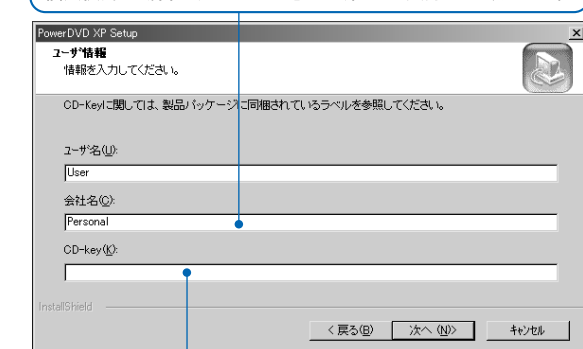 PowerDVD XP Setup
ユーザ情報
情報を入力してください。
CD-Keyに関しては、製品パッケージに同梱されているラベルを参照してください。
ユーザ名(U):
User
会社名(C):
Personal
CD-key(K):
InstallShield
< 戻る(B)
次へ (N)>
キャンセル